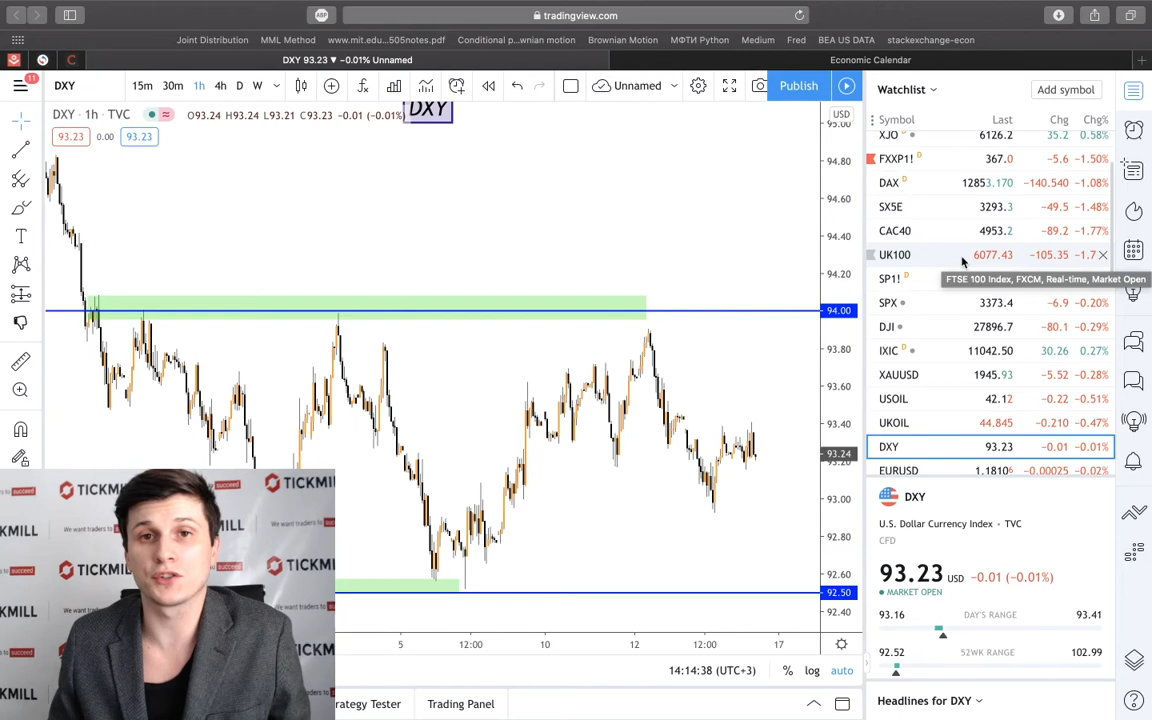 tradingview.com
Joint Distribution MML Method www.mit.edu...505notes.pdf Conditional p...wnian motion Brownian Motion МФТИ Python Medium Fred BEA US DATA stackexchange-econ
DXY 93.23 ▼ −0.01% Unnamed Economic Calendar
11 DXY 15m 30m 1h 4h D W Unnamed Publish
Watchlist Add symbol
DXY · 1h · TVC O93.24 H93.24 L93.21 C93.23 −0.01 (−0.01%)
DXY
93.23 0.00 93.23
USD
94.80
94.60
94.40
94.20
94.00
93.80
93.60
93.40
93.24
93.20
93.00
92.80
92.60
92.50
92.40
5 12:00 10 12 12:00 17
14:14:38 (UTC+3) % log auto
rategy Tester Trading Panel
Symbol Last Chg Chg%
XJO D 6126.2 35.2 0.58%
FXXP1! D 367.0 −5.6 −1.50%
DAX D 12853.170 −140.540 −1.08%
SX5E 3293.3 −49.5 −1.48%
CAC40 4953.2 −89.2 −1.77%
UK100 6077.43 −105.35 −1.7
FTSE 100 Index, FXCM, Real-time, Market Open
SP1! D
SPX 3373.4 −6.9 −0.20%
DJI 27896.7 −80.1 −0.29%
IXIC D 11042.50 30.26 0.27%
XAUUSD 1945.93 −5.52 −0.28%
USOIL 42.12 −0.22 −0.51%
UKOIL 44.845 −0.210 −0.47%
DXY 93.23 −0.01 −0.01%
EURUSD 1.18106 −0.00025 −0.02%
DXY
U.S. Dollar Currency Index · TVC
CFD
93.23 USD −0.01 (−0.01%)
MARKET OPEN
93.16 DAY'S RANGE 93.41
92.52 52WK RANGE 102.99
Headlines for DXY
TICKMILL
We want traders to succeed
TICKMILL
TICKMILL
TICKMILL
ICKMILL